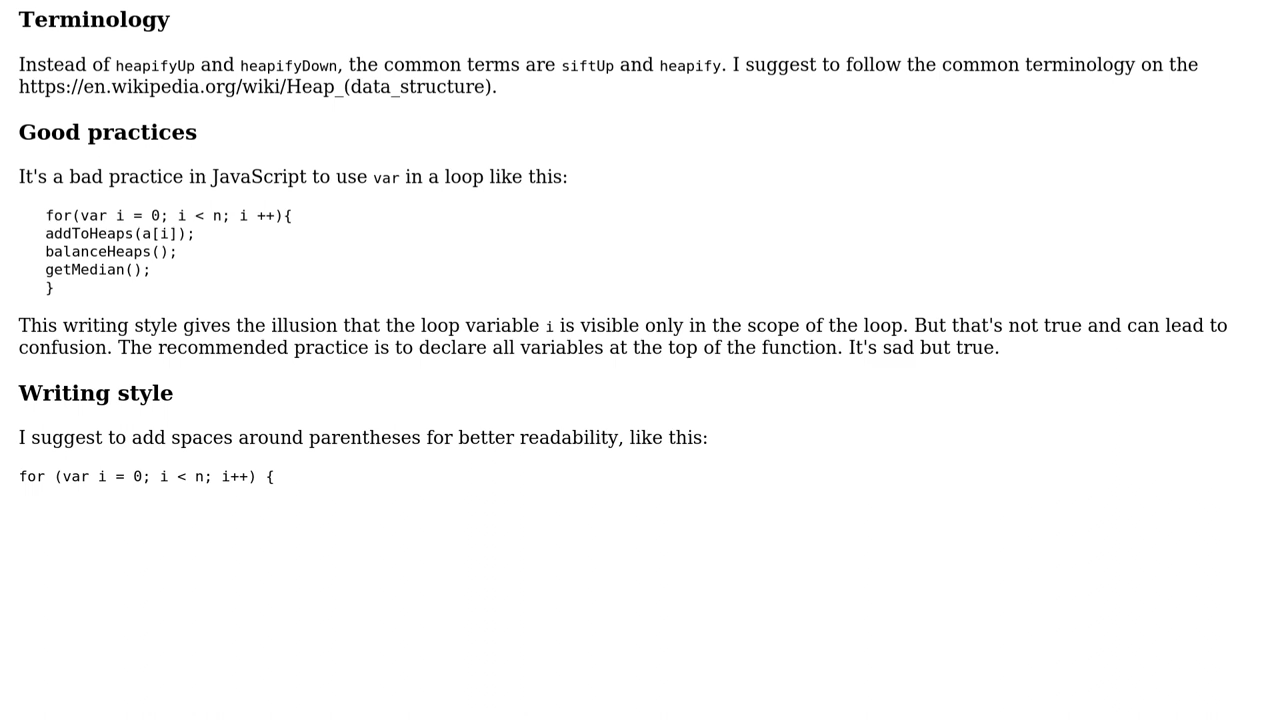 Terminology
Instead of heapifyUp and heapifyDown, the common terms are siftUp and heapify. I suggest to follow the common terminology on the
https://en.wikipedia.org/wiki/Heap_(data_structure).
Good practices
It's a bad practice in JavaScript to use var in a loop like this:
for(var i = 0; i < n; i ++){
addToHeaps(a[i]);
balanceHeaps();
getMedian();
}
This writing style gives the illusion that the loop variable i is visible only in the scope of the loop. But that's not true and can lead to
confusion. The recommended practice is to declare all variables at the top of the function. It's sad but true.
Writing style
I suggest to add spaces around parentheses for better readability, like this:
for (var i = 0; i < n; i++) {